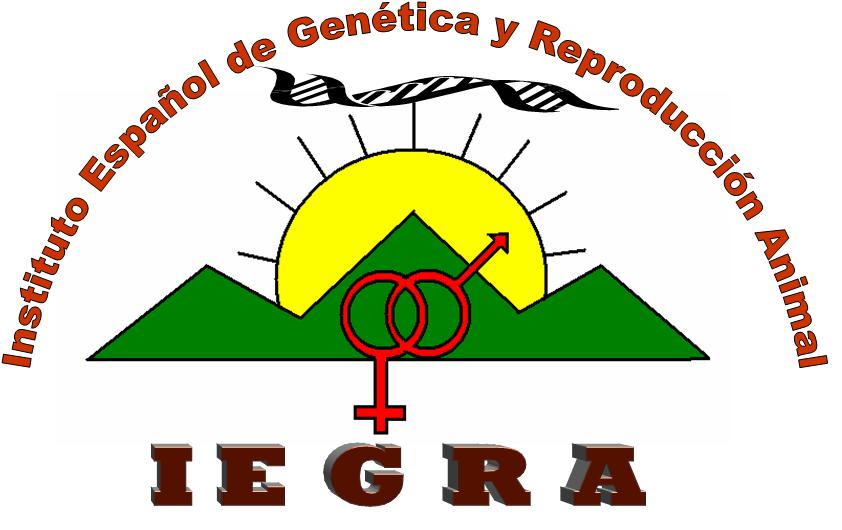 Instituto Español de Genética y Reproducción Animal
IEGRA